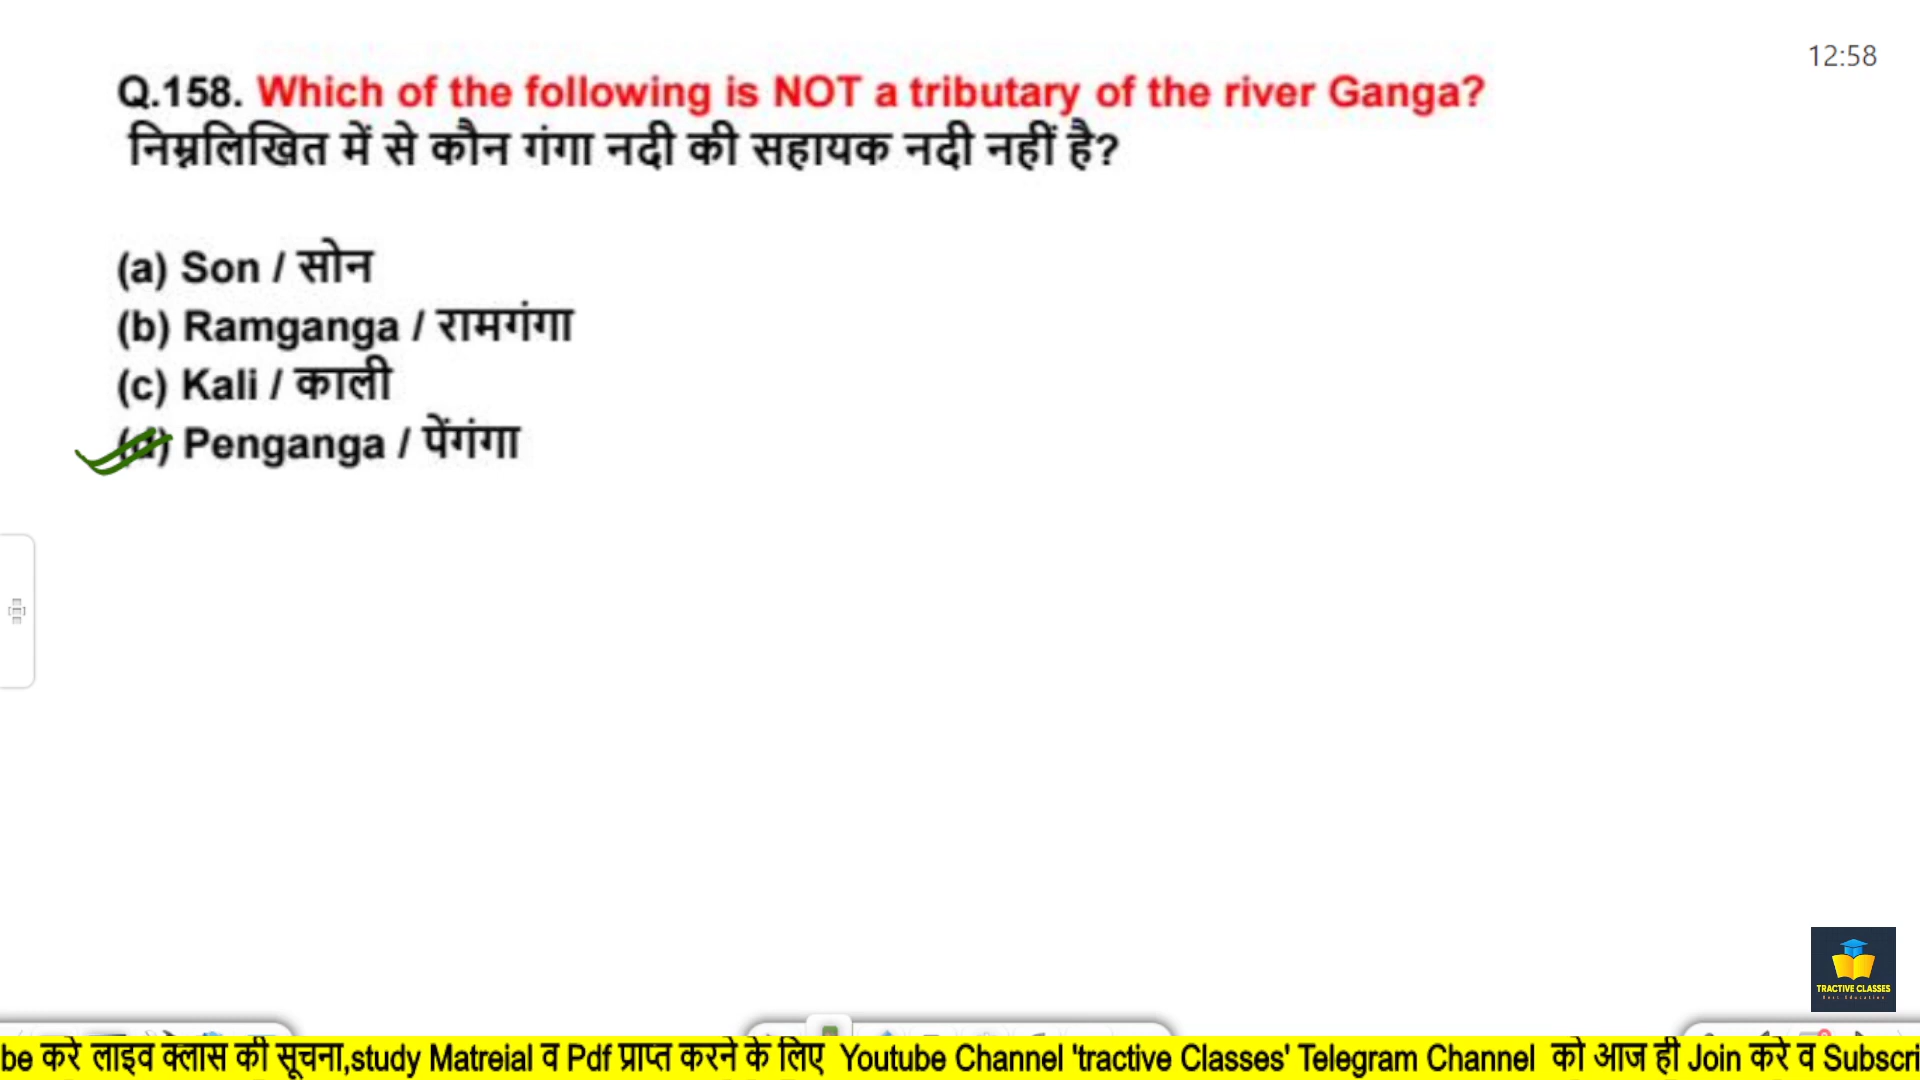 12:58
Q.158. Which of the following is NOT a tributary of the river Ganga?
निम्नलिखित में से कौन गंगा नदी की सहायक नदी नहीं है?
(a) Son / सोन
(b) Ramganga / रामगंगा
(c) Kali / काली
(d) Penganga / पेंगंगा
TRACTIVE CLASSES
Best Education
be करे लाइव क्लास की सूचना,study Matreial व Pdf प्राप्त करने के लिए Youtube Channel 'tractive Classes' Telegram Channel को आज ही Join करे व Subscri